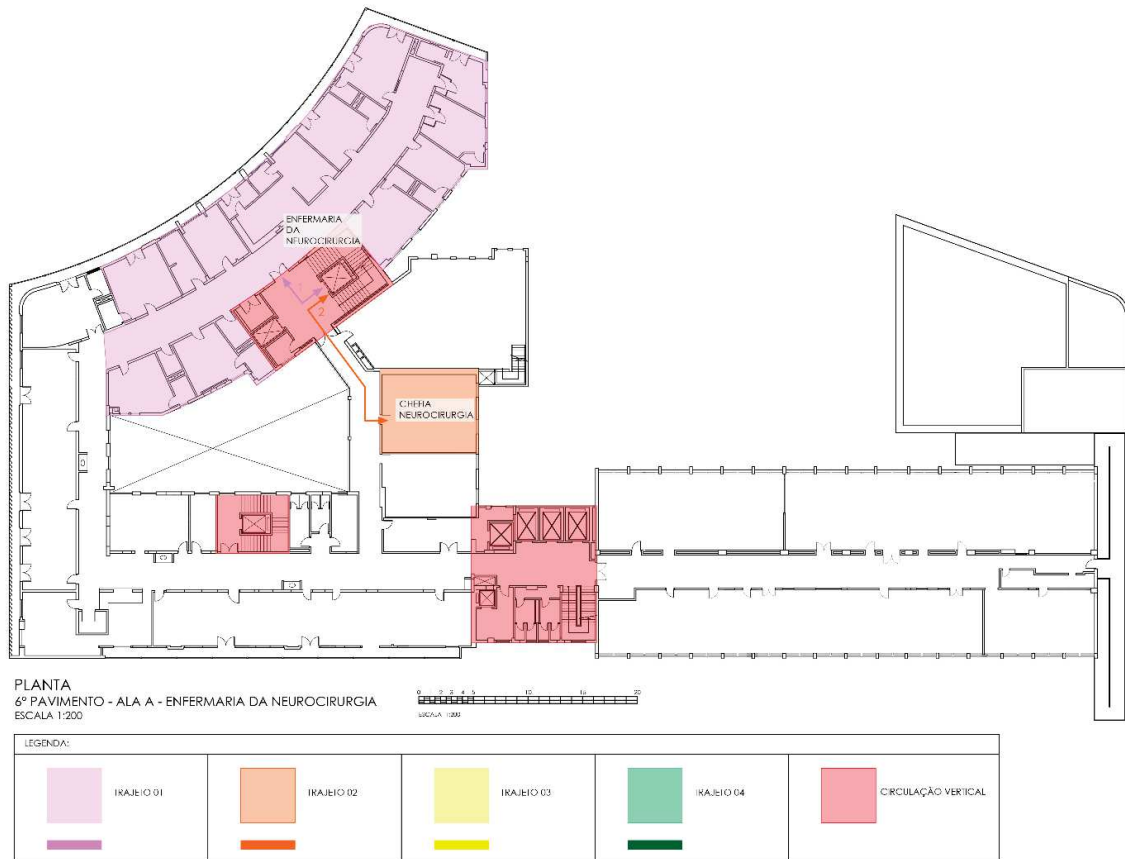 ENFERMARIA
DA
NEUROCIRURGIA
1
2
CHEFIA
NEUROCIRURGIA
PLANTA
6º PAVIMENTO - ALA A - ENFERMARIA DA NEUROCIRURGIA
ESCALA 1:200
0 1 2 3 4 5 10 15 20
ESCALA 1:200
LEGENDA:
TRAJETO 01
TRAJETO 02
TRAJETO 03
TRAJETO 04
CIRCULAÇÃO VERTICAL